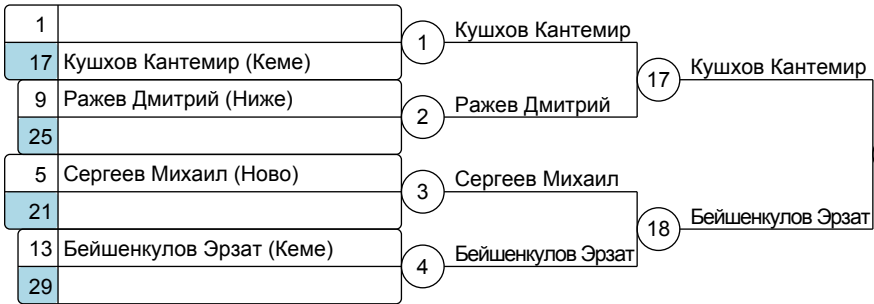 1
17 Кушхов Кантемир (Кеме)
9 Ражев Дмитрий (Ниже)
25
5 Сергеев Михаил (Ново)
21
13 Бейшенкулов Эрзат (Кеме)
29
1 Кушхов Кантемир
2 Ражев Дмитрий
3 Сергеев Михаил
4 Бейшенкулов Эрзат
17 Кушхов Кантемир
18 Бейшенкулов Эрзат